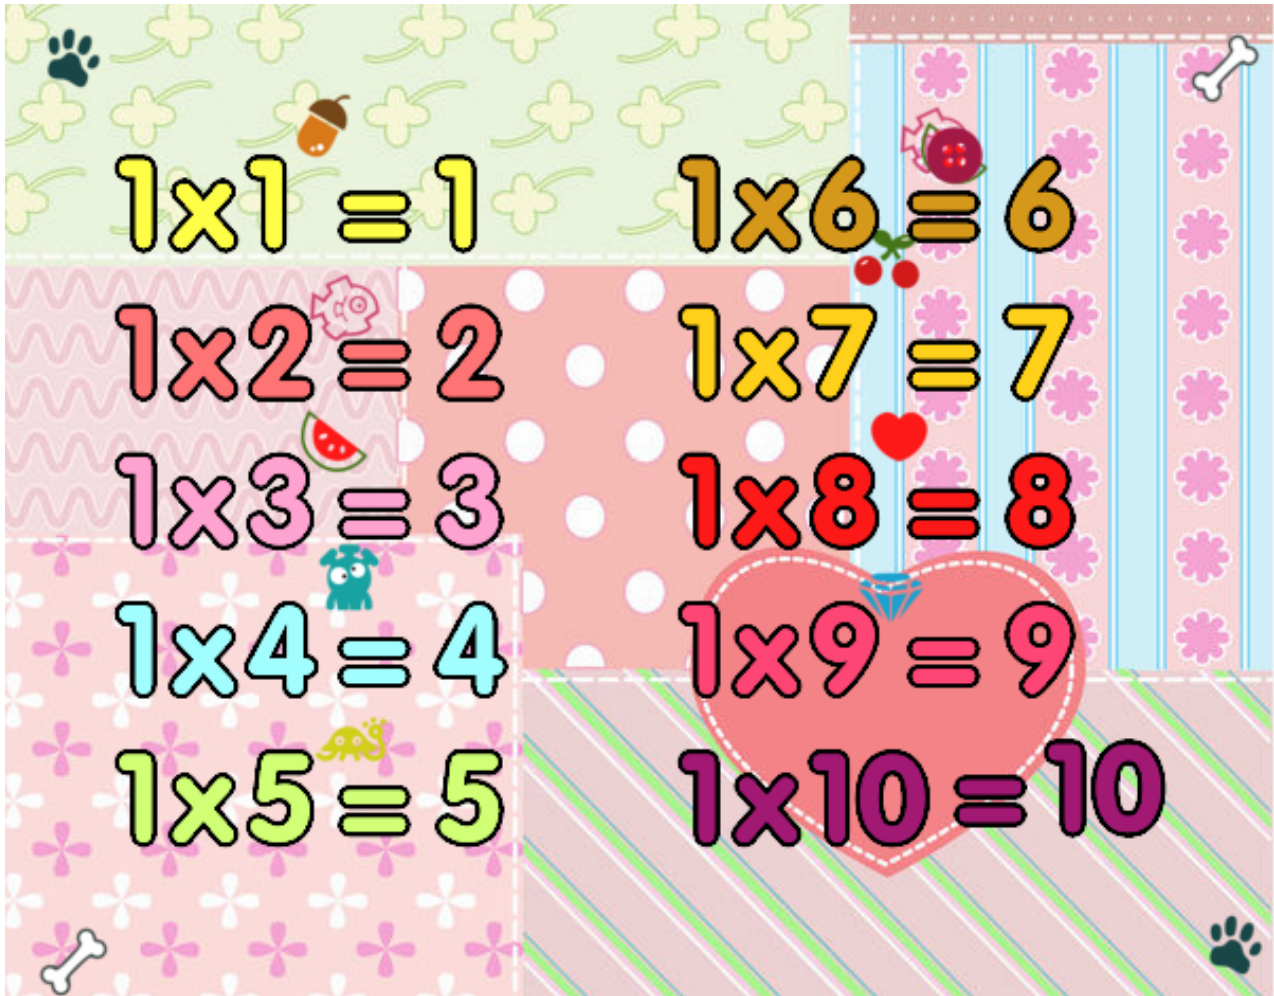 1x1 = 1
1x2 = 2
1x3 = 3
1x4 = 4
1x5 = 5
1x6 = 6
1x7 = 7
1x8 = 8
1x9 = 9
1x10 = 10